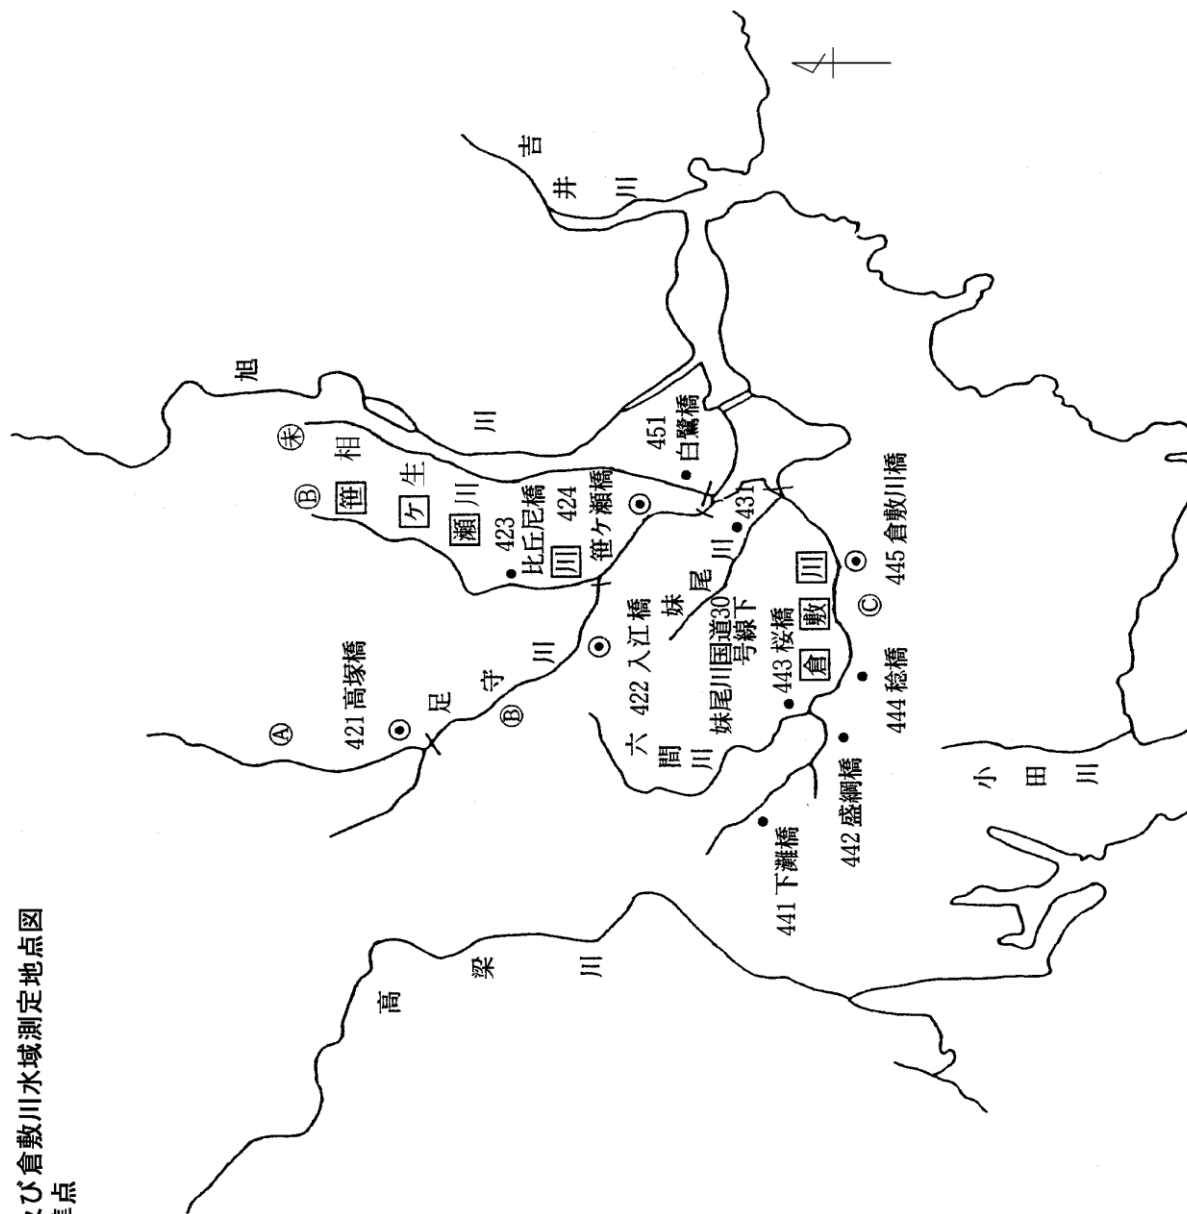 び倉敷川水域測定地点図
点
高梁川
Ⓐ
421 高塚橋
足守川
Ⓑ
422 入江橋
Ⓑ
笹ケ瀬川
423
比丘尼橋
424
笹ケ瀬橋
㊍
相生川
旭川
451
白鷺橋
吉井川
六間川
妹尾川
431
妹尾川国道30
号線下
443 桜橋
倉敷川
Ⓒ
441 下灘橋
442 盛綱橋
444 稔橋
445 倉敷川橋
小田川